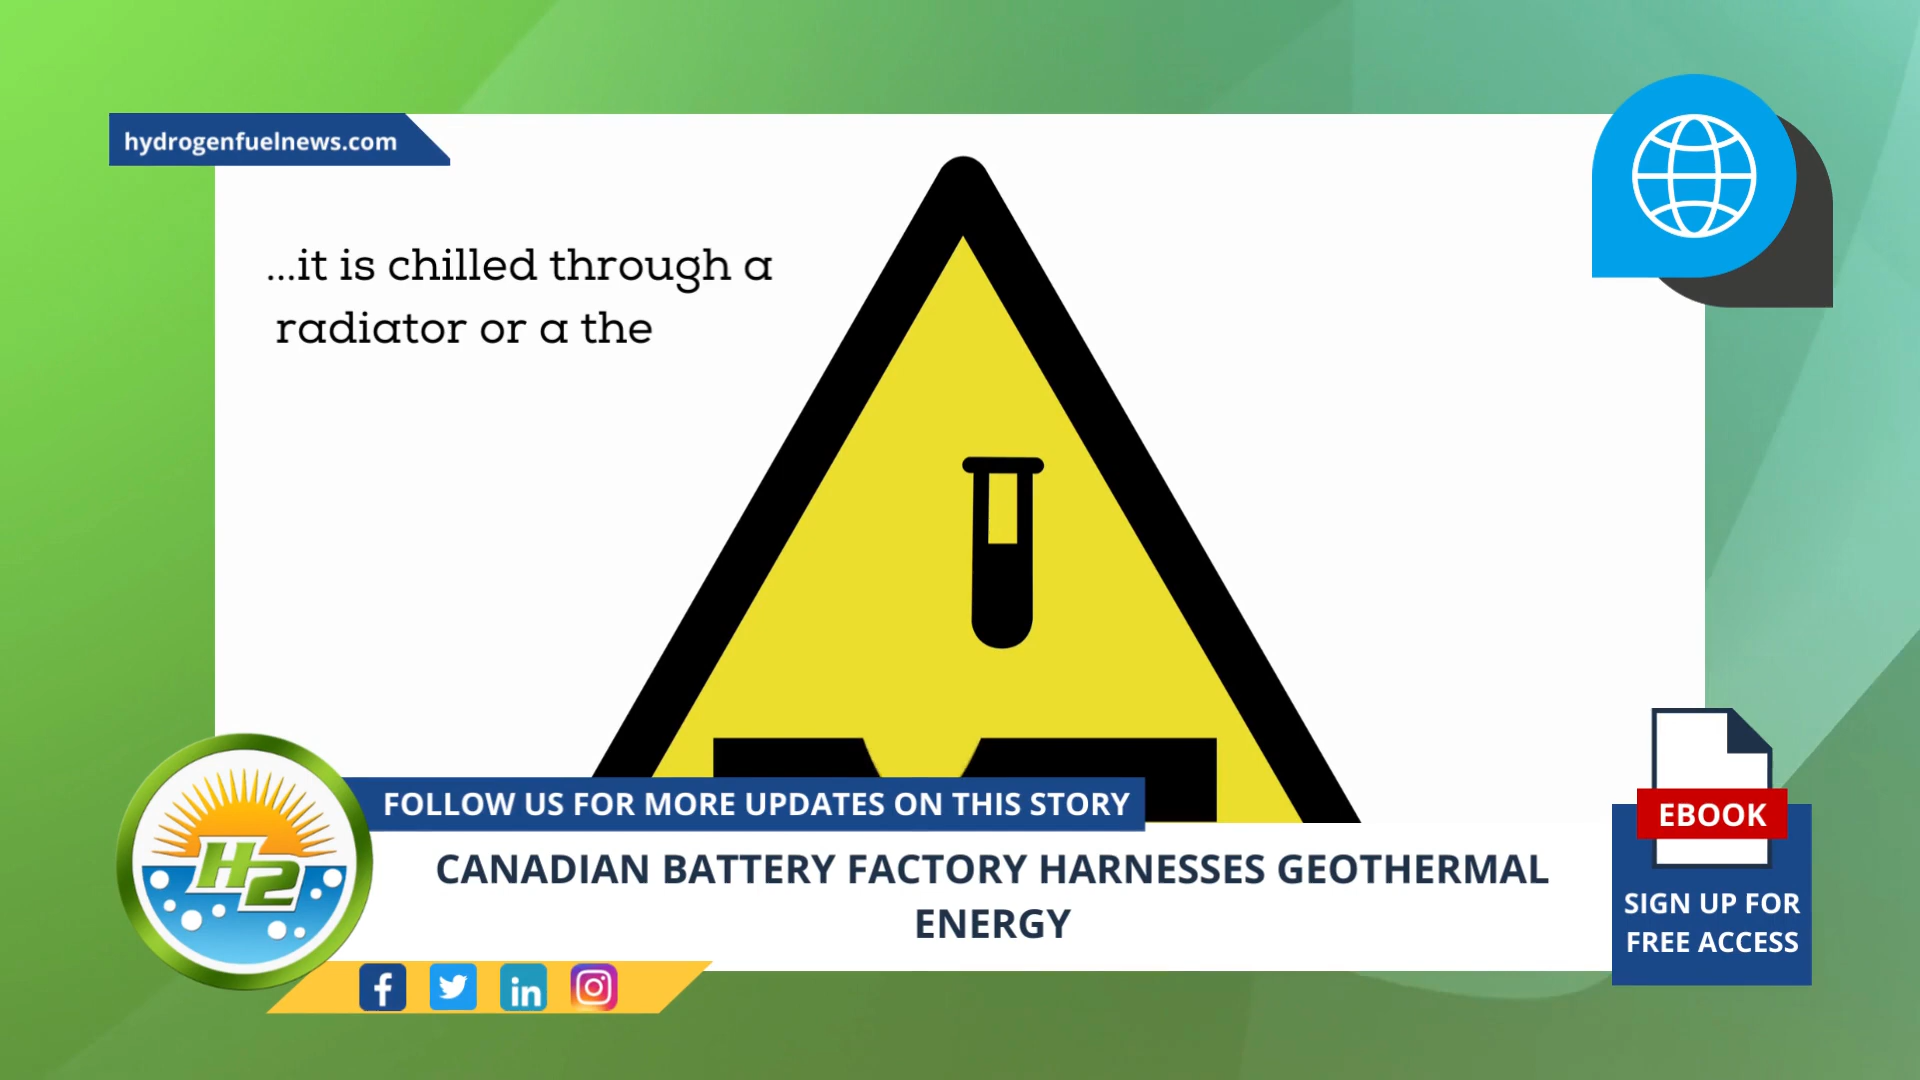 hydrogenfuelnews.com
...it is chilled through a
radiator or a the
FOLLOW US FOR MORE UPDATES ON THIS STORY
CANADIAN BATTERY FACTORY HARNESSES GEOTHERMAL
ENERGY
H2
EBOOK
SIGN UP FOR
FREE ACCESS